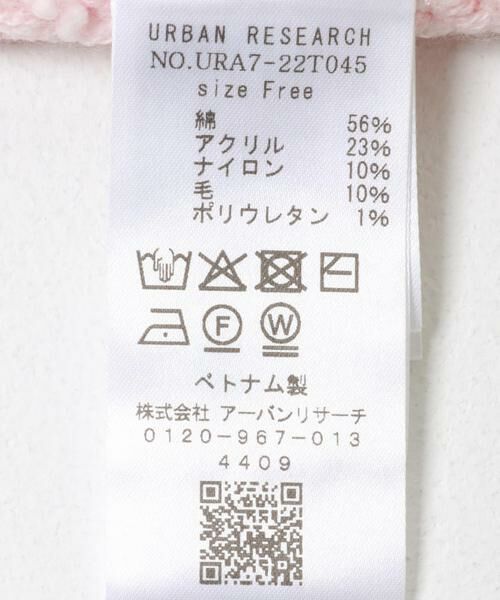 URBAN RESEARCH
NO.URA7-22T045
size Free
綿 56%
アクリル 23%
ナイロン 10%
毛 10%
ポリウレタン 1%
F W
ベトナム製
株式会社 アーバンリサーチ
0120-967-013
4409